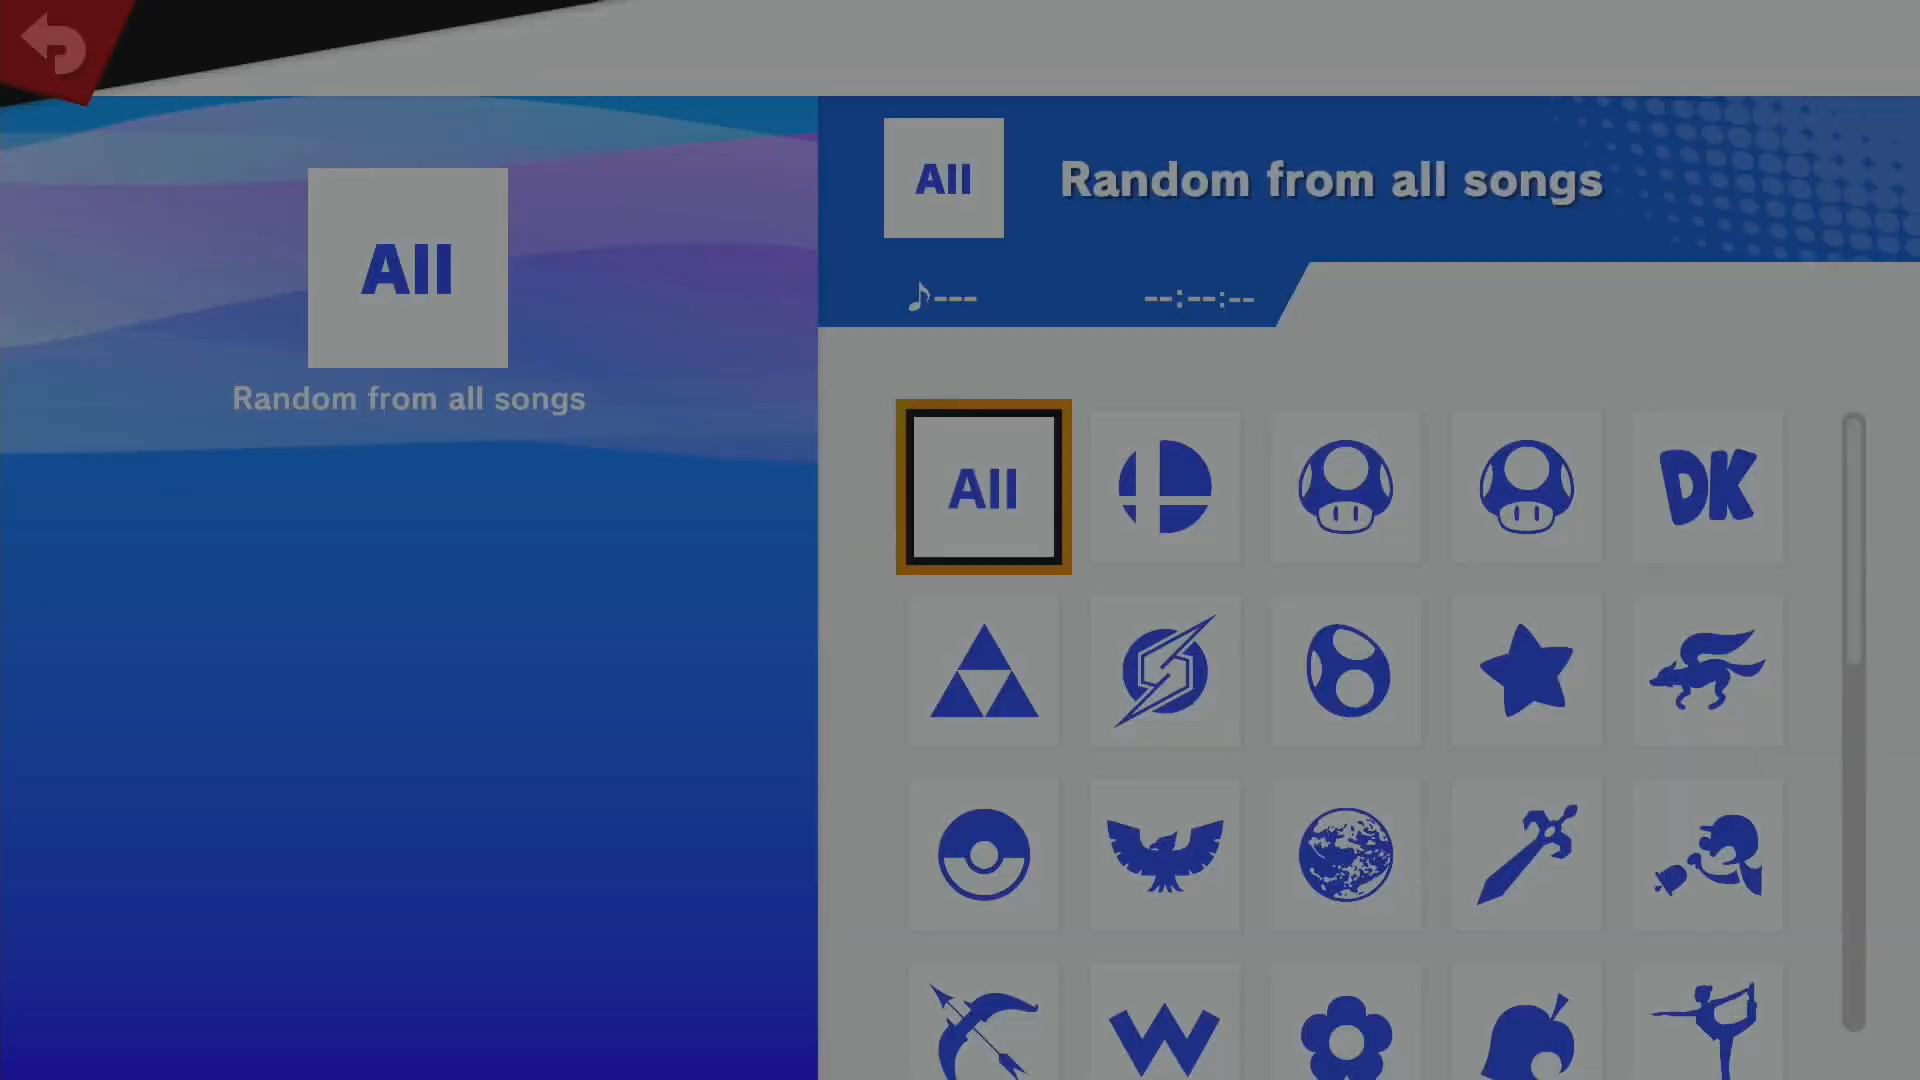 All
Random from all songs
All
Random from all songs
♪---
--:--:--
All
DK